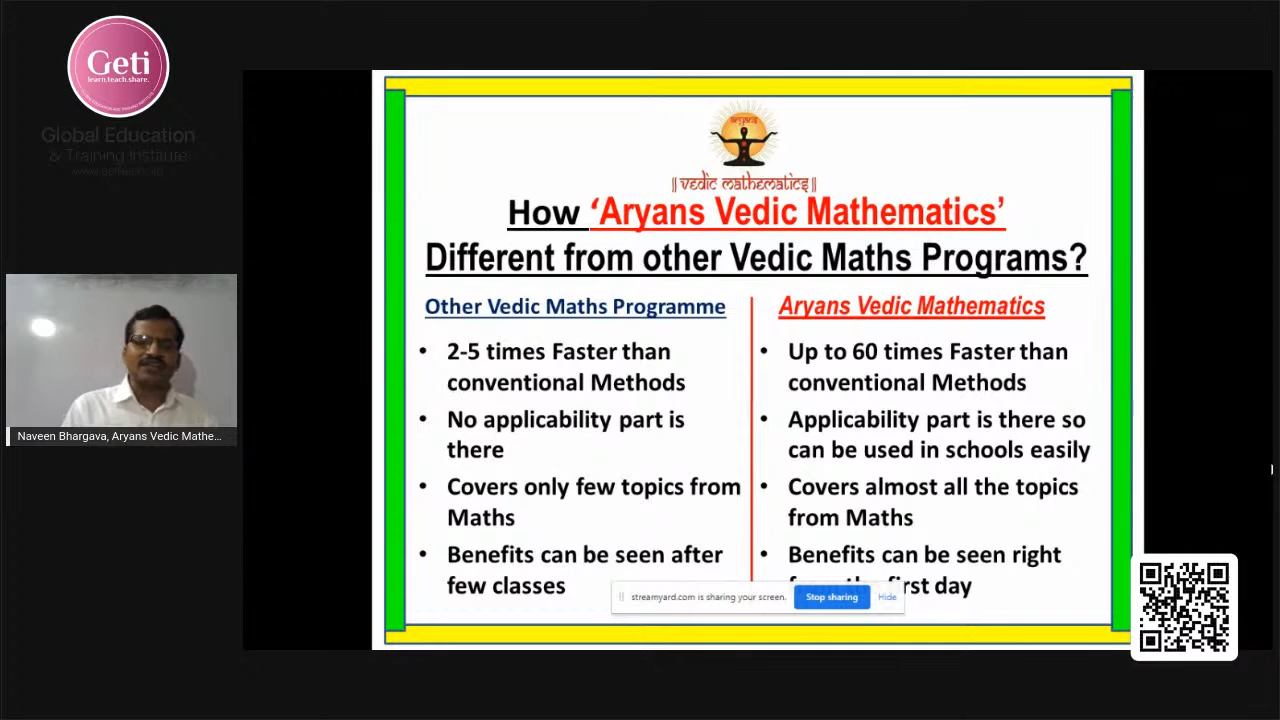 Geti
learn.teach.share.
Global Education
& Training Institute
Naveen Bhargava, Aryans Vedic Mathe...
aryans
|| vedic mathematics ||
How ‘Aryans Vedic Mathematics’
Different from other Vedic Maths Programs?
Other Vedic Maths Programme
• 2-5 times Faster than
conventional Methods
• No applicability part is
there
• Covers only few topics from
Maths
• Benefits can be seen after
few classes
Aryans Vedic Mathematics
• Up to 60 times Faster than
conventional Methods
• Applicability part is there so
can be used in schools easily
• Covers almost all the topics
from Maths
• Benefits can be seen right
first day
streamyard.com is sharing your screen.
Stop sharing
Hide